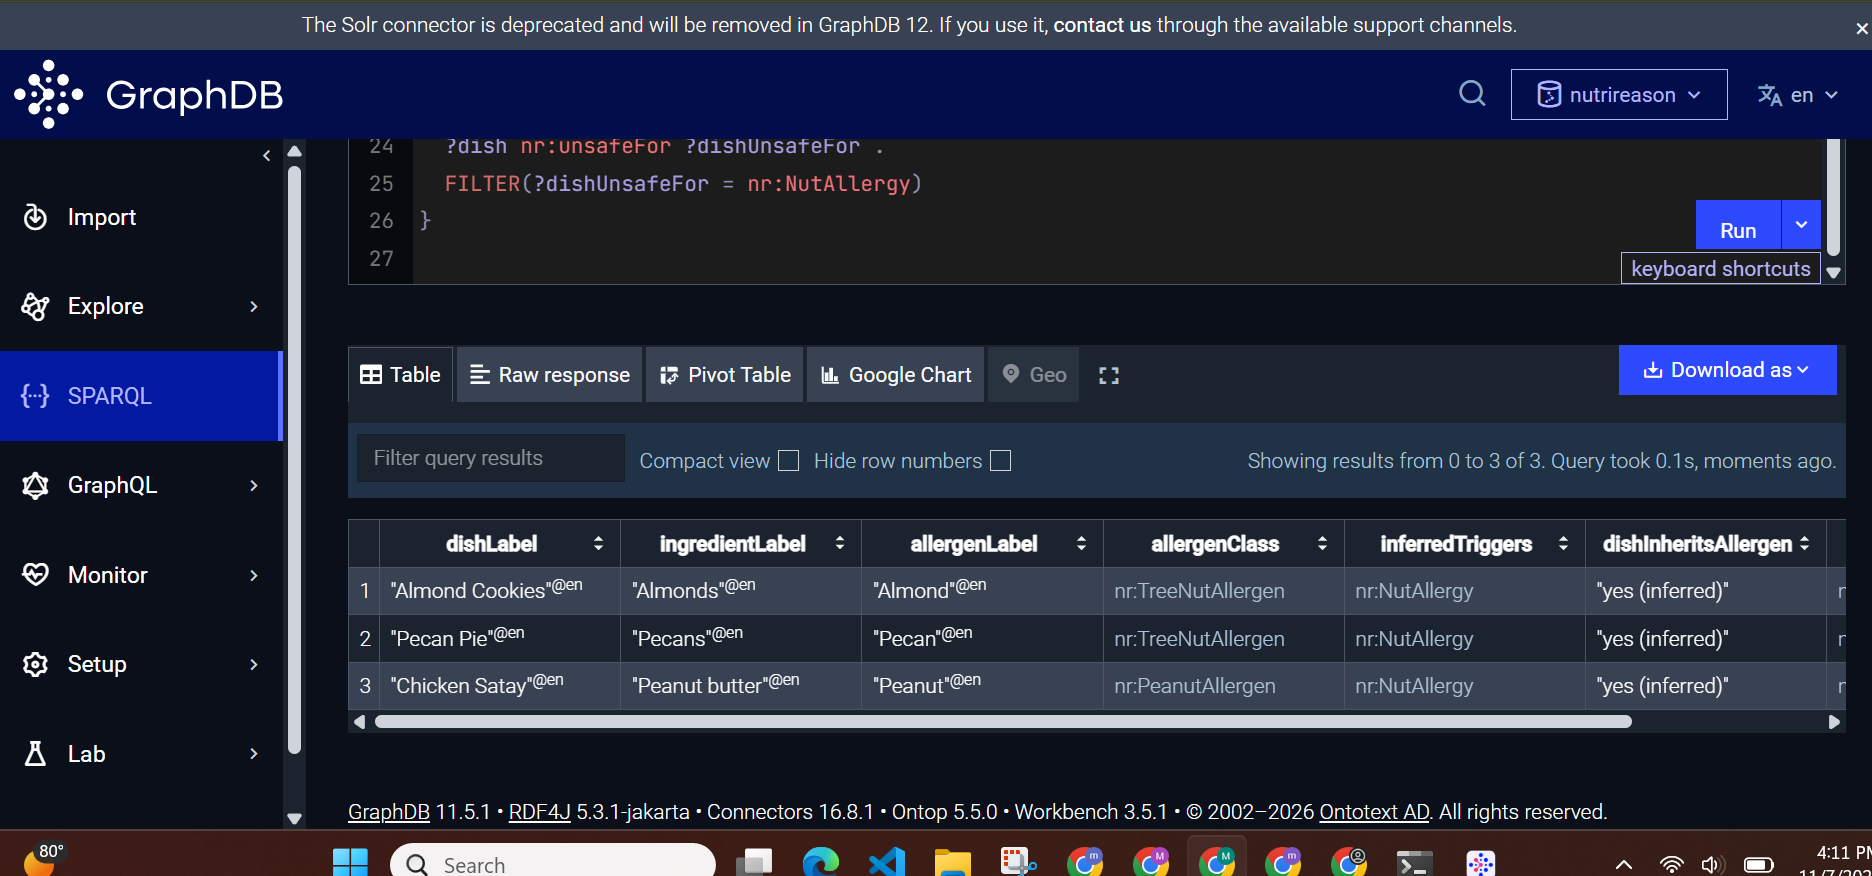 The Solr connector is deprecated and will be removed in GraphDB 12. If you use it, contact us through the available support channels.
GraphDB
nutrireason
en
Import
Explore
SPARQL
GraphQL
Monitor
Setup
Lab
24 ?dish nr:unsafeFor ?dishUnsafeFor .
25 FILTER(?dishUnsafeFor = nr:NutAllergy)
26 }
27
Run
keyboard shortcuts
Table Raw response Pivot Table Google Chart Geo
Download as
Filter query results Compact view Hide row numbers Showing results from 0 to 3 of 3. Query took 0.1s, moments ago.
dishLabel ingredientLabel allergenLabel allergenClass inferredTriggers dishInheritsAllergen
1 "Almond Cookies"@en "Almonds"@en "Almond"@en nr:TreeNutAllergen nr:NutAllergy "yes (inferred)"
2 "Pecan Pie"@en "Pecans"@en "Pecan"@en nr:TreeNutAllergen nr:NutAllergy "yes (inferred)"
3 "Chicken Satay"@en "Peanut butter"@en "Peanut"@en nr:PeanutAllergen nr:NutAllergy "yes (inferred)"
GraphDB 11.5.1 • RDF4J 5.3.1-jakarta • Connectors 16.8.1 • Ontop 5.5.0 • Workbench 3.5.1 • © 2002–2026 Ontotext AD. All rights reserved.
80°
Search
4:11 PM